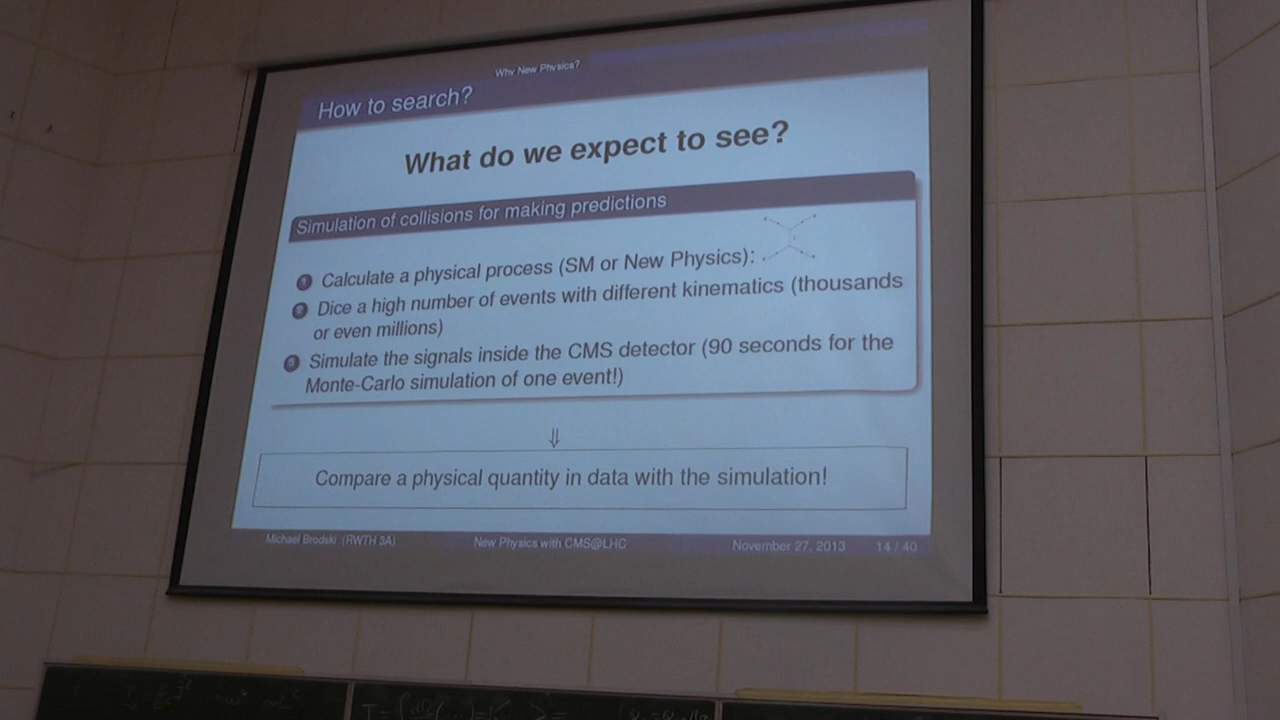 Why New Physics?
How to search?
What do we expect to see?
Simulation of collisions for making predictions
1 Calculate a physical process (SM or New Physics):
2 Dice a high number of events with different kinematics (thousands
or even millions)
3 Simulate the signals inside the CMS detector (90 seconds for the
Monte-Carlo simulation of one event!)
⇓
Compare a physical quantity in data with the simulation!
Michael Brodski (RWTH 3A) New Physics with CMS@LHC November 27, 2013 14 / 40